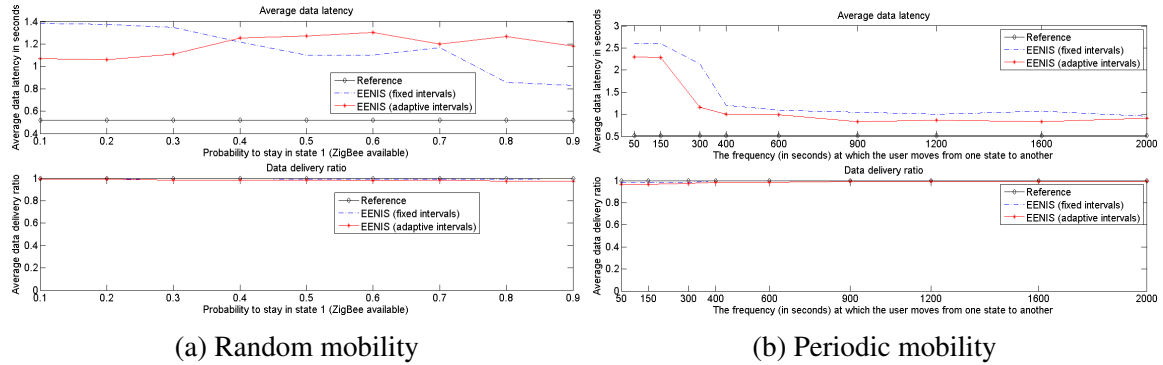 Average data latency
Average data latency in seconds
1.4
1.2
1
0.8
0.6
0.4
Reference
EENIS (fixed intervals)
EENIS (adaptive intervals)
0.1 0.2 0.3 0.4 0.5 0.6 0.7 0.8 0.9
Probability to stay in state 1 (ZigBee available)
Data delivery ratio
Average data delivery ratio
1
0.8
0.6
0.4
0.2
0
Reference
EENIS (fixed intervals)
EENIS (adaptive intervals)
0.1 0.2 0.3 0.4 0.5 0.6 0.7 0.8 0.9
Probability to stay in state 1 (ZigBee available)
(a) Random mobility
Average data latency
Average data latency in seconds
3
2.5
2
1.5
1
0.5
Reference
EENIS (fixed intervals)
EENIS (adaptive intervals)
50 150 300 400 600 900 1200 1600 2000
The frequency (in seconds) at which the user moves from one state to another
Data delivery ratio
Average data delivery ratio
1
0.8
0.6
0.4
0.2
0
Reference
EENIS (fixed intervals)
EENIS (adaptive intervals)
50 150 300 400 600 900 1200 1600 2000
The frequency (in seconds) at which the user moves from one state to another
(b) Periodic mobility